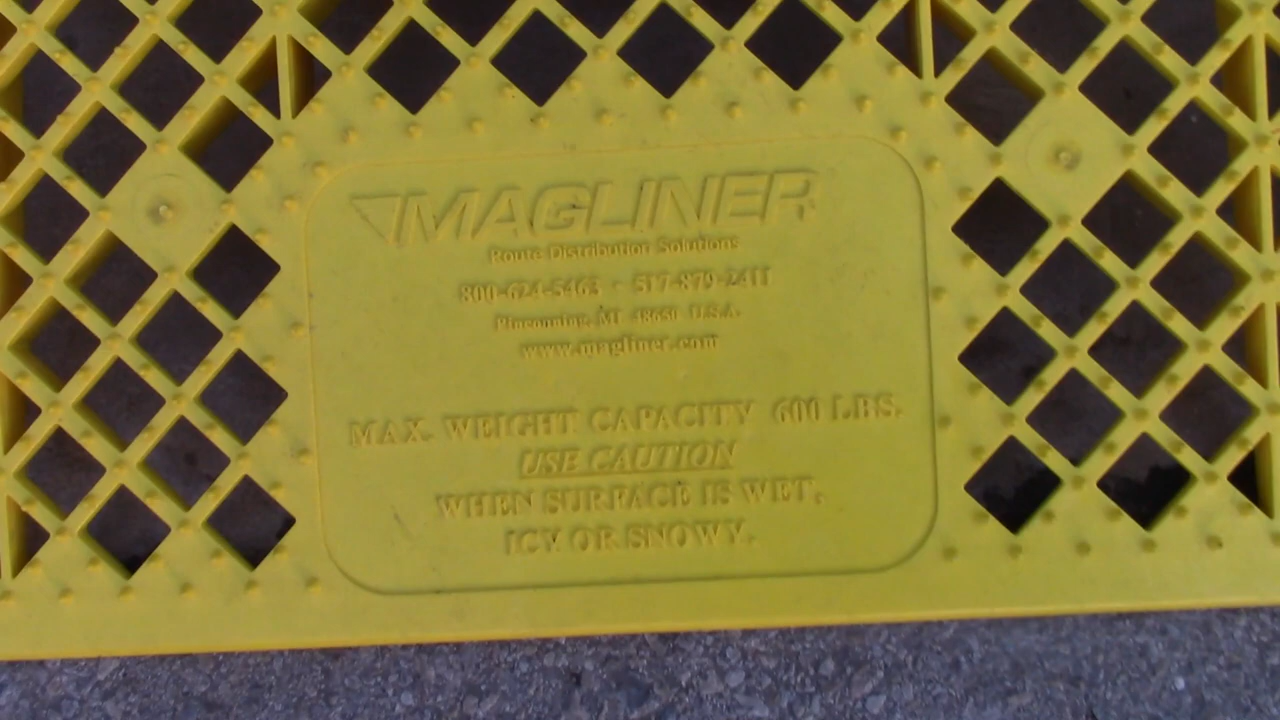 MAGLINER
Route Distribution Solutions
800-624-5463 - 517-879-2411
Pinconning, MI 48650 U.S.A.
www.magliner.com
MAX. WEIGHT CAPACITY 600 LBS.
USE CAUTION
WHEN SURFACE IS WET,
ICY OR SNOWY.